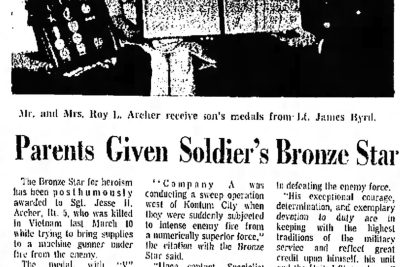 Mr. and Mrs. Roy L. Archer receive son's medals from Lt. James Byrd.
Parents Given Soldier's Bronze Star
The Bronze Star for heroism
has been posthumously
awarded to Sgt. Jesse H.
Archer, Rt. 5, who was killed
in Vietnam last March 10
while trying to bring supplies
to a machine gunner under
fire from the enemy.
The medal with "V"
"Company A was
conducting a sweep operation
west of Kontum City when
they were suddenly subjected
to intense enemy fire from a
numerically superior force,"
the citation with the Bronze
Star said.
"Upon contact, Specialist
in defeating the enemy force.
"His exceptional courage,
determination, and exemplary
devotion to duty are in
keeping with the highest
traditions of the military
service and reflect great
credit upon himself, his unit